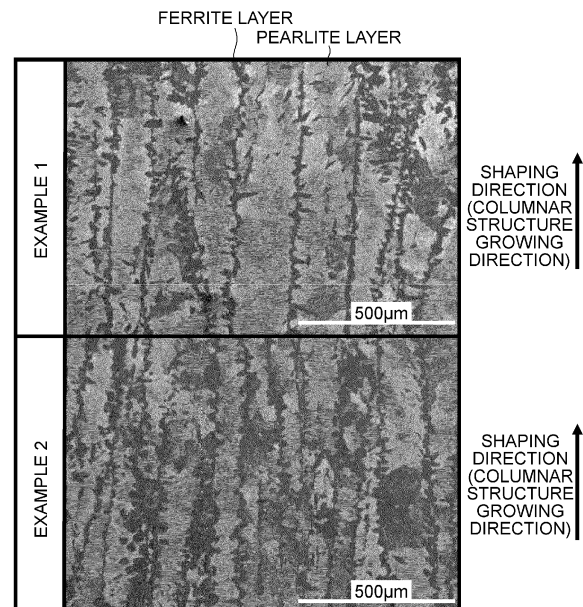 FERRITE LAYER
PEARLITE LAYER
EXAMPLE 1
500µm
SHAPING
DIRECTION
(COLUMNAR
STRUCTURE
GROWING
DIRECTION)
EXAMPLE 2
500µm
SHAPING
DIRECTION
(COLUMNAR
STRUCTURE
GROWING
DIRECTION)